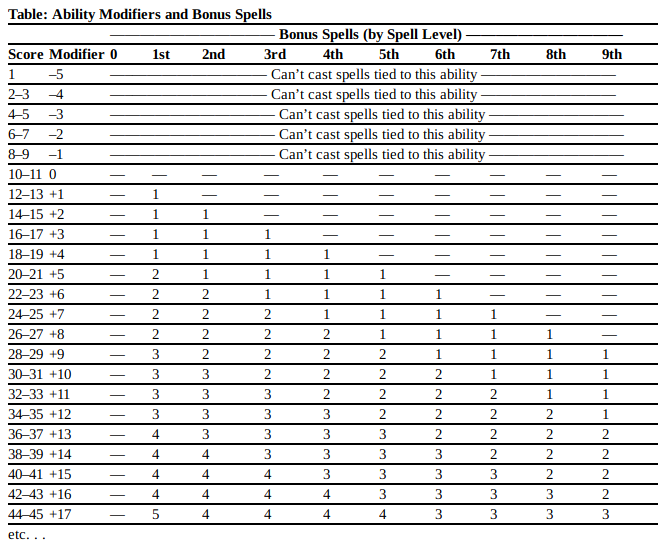 Table: Ability Modifiers and Bonus Spells
——————————— Bonus Spells (by Spell Level) ———————————
Score Modifier 0 1st 2nd 3rd 4th 5th 6th 7th 8th 9th
1 –5 ——————————— Can’t cast spells tied to this ability ——————————
2–3 –4 ——————————— Can’t cast spells tied to this ability ——————————
4–5 –3 ——————————— Can’t cast spells tied to this ability ——————————
6–7 –2 ——————————— Can’t cast spells tied to this ability ——————————
8–9 –1 ——————————— Can’t cast spells tied to this ability ——————————
10–11 0 — — — — — — — — — —
12–13 +1 — 1 — — — — — — — —
14–15 +2 — 1 1 — — — — — — —
16–17 +3 — 1 1 1 — — — — — —
18–19 +4 — 1 1 1 1 — — — — —
20–21 +5 — 2 1 1 1 1 — — — —
22–23 +6 — 2 2 1 1 1 1 — — —
24–25 +7 — 2 2 2 1 1 1 1 — —
26–27 +8 — 2 2 2 2 1 1 1 1 —
28–29 +9 — 3 2 2 2 2 1 1 1 1
30–31 +10 — 3 3 2 2 2 2 1 1 1
32–33 +11 — 3 3 3 2 2 2 2 1 1
34–35 +12 — 3 3 3 3 2 2 2 2 1
36–37 +13 — 4 3 3 3 3 2 2 2 2
38–39 +14 — 4 4 3 3 3 3 2 2 2
40–41 +15 — 4 4 4 3 3 3 3 2 2
42–43 +16 — 4 4 4 4 3 3 3 3 2
44–45 +17 — 5 4 4 4 4 3 3 3 3
etc. . .